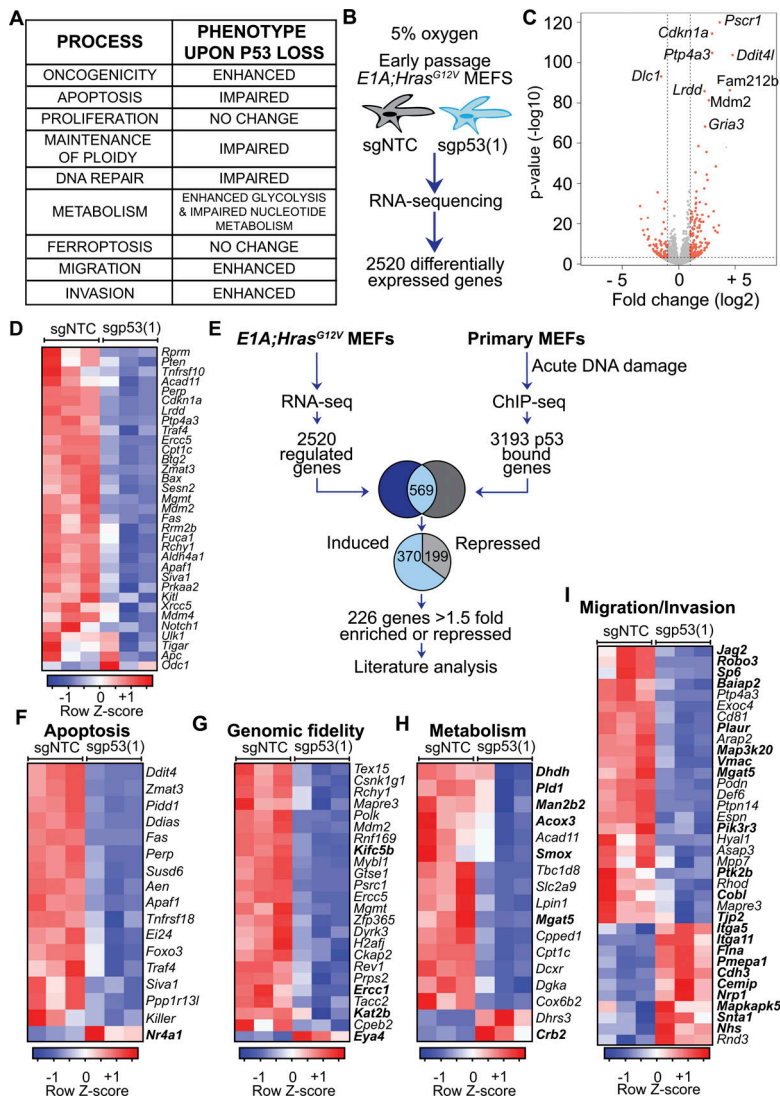 A
PROCESS
PHENOTYPE
UPON P53 LOSS
ONCOGENICITY
ENHANCED
APOPTOSIS
IMPAIRED
PROLIFERATION
NO CHANGE
MAINTENANCE
OF PLOIDY
IMPAIRED
DNA REPAIR
IMPAIRED
METABOLISM
ENHANCED GLYCOLYSIS
& IMPAIRED NUCLEOTIDE
METABOLISM
FERROPTOSIS
NO CHANGE
MIGRATION
ENHANCED
INVASION
ENHANCED
B
5% oxygen
Early passage
E1A;HrasG12V MEFS
sgNTC
sgp53(1)
RNA-sequencing
2520 differentially
expressed genes
C
p-value (-log10)
120
100
80
60
40
20
0
Pscr1
Cdkn1a
Ptp4a3
Ddit4l
Dlc1
Lrdd
Fam212b
Mdm2
Gria3
- 5
0
+ 5
Fold change (log2)
D
sgNTC
sgp53(1)
Rprm
Pten
Tnfrsf10
Acad11
Perp
Cdkn1a
Lrdd
Ptp4a3
Traf4
Ercc5
Cpt1c
Btg2
Zmat3
Bax
Sesn2
Mgmt
Mdm2
Fas
Rrm2b
Fuca1
Rchy1
Aldh4a1
Apaf1
Siva1
Prkaa2
Kitl
Xrcc5
Mdm4
Notch1
Ulk1
Tigar
Apc
Odc1
-1
0
+1
Row Z-score
E
E1A;HrasG12V MEFs
Primary MEFs
Acute DNA damage
RNA-seq
ChIP-seq
2520
regulated
genes
3193 p53
bound
genes
569
Induced
370
199
Repressed
226 genes >1.5 fold
enriched or repressed
Literature analysis
F
Apoptosis
sgNTC
sgp53(1)
Ddit4
Zmat3
Pidd1
Ddias
Fas
Perp
Susd6
Aen
Apaf1
Tnfrsf18
Ei24
Foxo3
Traf4
Siva1
Ppp1r13l
Killer
Nr4a1
-1
0
+1
Row Z-score
G
Genomic fidelity
sgNTC
sgp53(1)
Tex15
Csnk1g1
Rchy1
Mapre3
Polk
Mdm2
Rnf169
Kifc5b
Mybl1
Gtse1
Psrc1
Ercc5
Mgmt
Zfp365
Dyrk3
H2afj
Ckap2
Rev1
Prps2
Ercc1
Tacc2
Kat2b
Cpeb2
Eya4
-1
0
+1
Row Z-score
H
Metabolism
sgNTC
sgp53(1)
Dhdh
Pld1
Man2b2
Acox3
Acad11
Smox
Tbc1d8
Slc2a9
Lpin1
Mgat5
Cpped1
Cpt1c
Dcxr
Dgka
Cox6b2
Dhrs3
Crb2
-1
0
+1
Row Z-score
I
Migration/Invasion
sgNTC
sgp53(1)
Jag2
Robo3
Sp6
Baiap2
Ptp4a3
Exoc4
Cd81
Plaur
Arap2
Map3k20
Vmac
Mgat5
Podn
Def6
Ptpn14
Espn
Pik3r3
Hyal1
Asap3
Mpp7
Ptk2b
Rhod
Cobl
Mapre3
Tjp2
Itga5
Itga11
Flna
Pmepa1
Cdh3
Cemip
Nrp1
Mapkapk5
Snta1
Nhs
Rnd3
-1
0
+1
Row Z-score